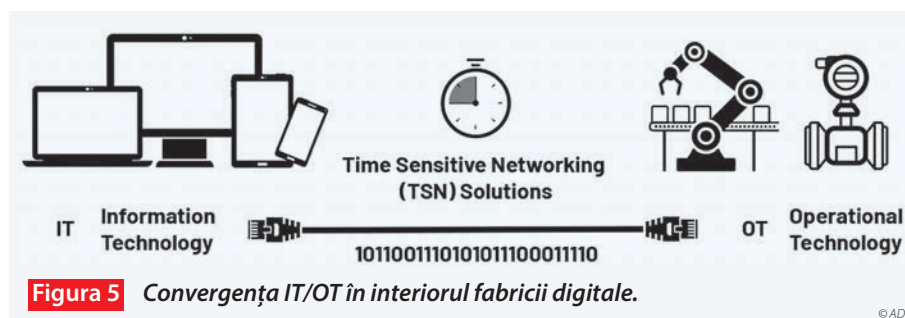 Time Sensitive Networking
(TSN) Solutions
IT
Information
Technology
OT
Operational
Technology
1011001110101011100011110
Figura 5 Convergența IT/OT în interiorul fabricii digitale.
© AD